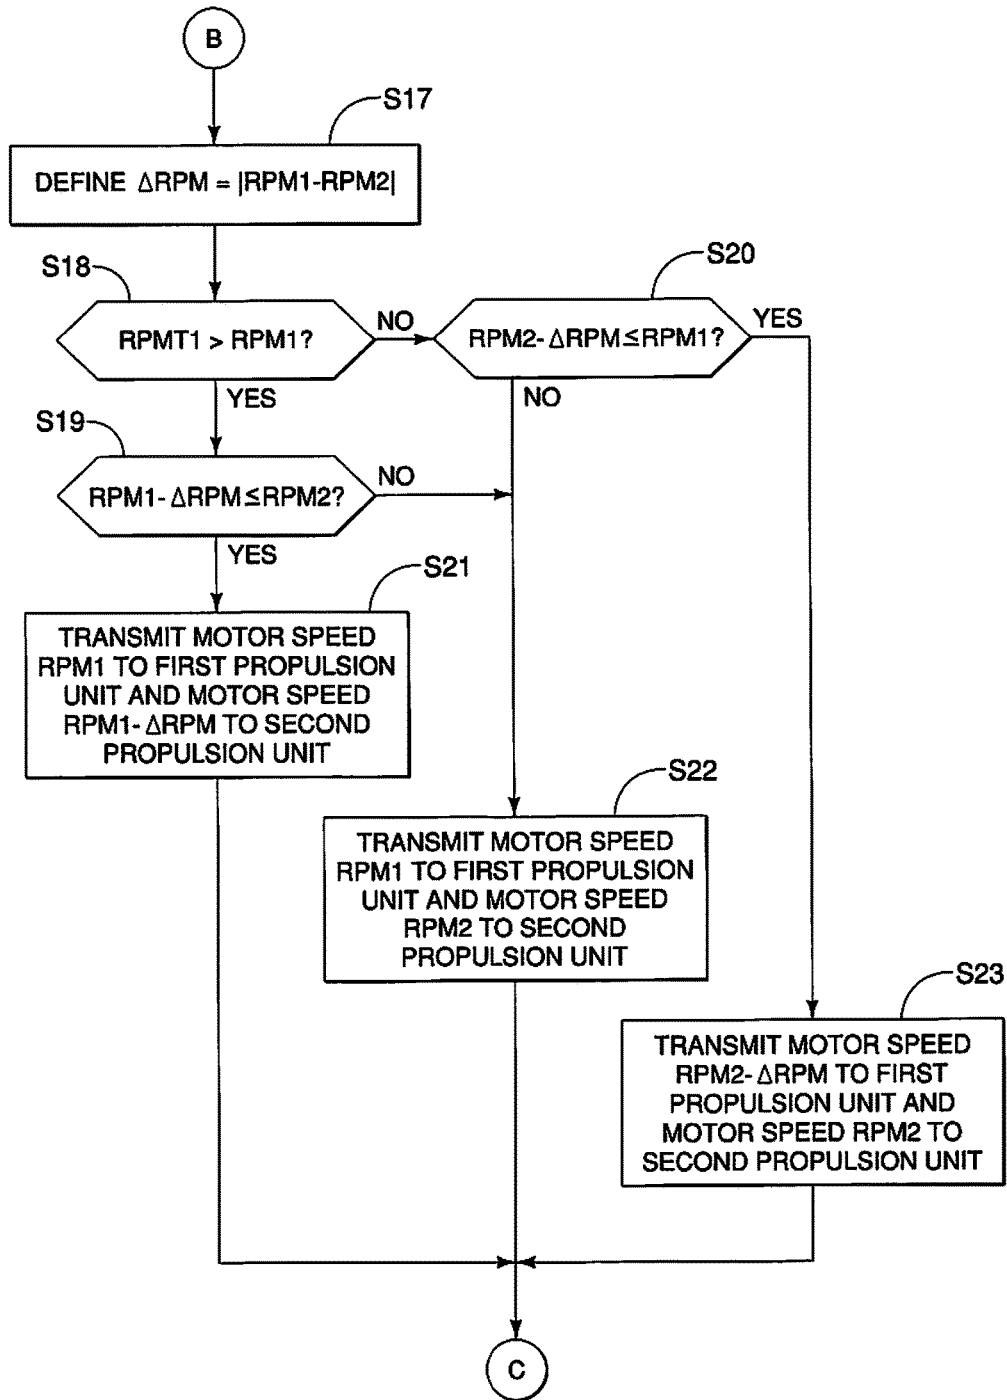 B
S17
DEFINE ΔRPM = |RPM1-RPM2|
S18
RPMT1 > RPM1?
NO
YES
S20
RPM2-ΔRPM≤RPM1?
YES
NO
S19
RPM1-ΔRPM≤RPM2?
NO
YES
S21
TRANSMIT MOTOR SPEED
RPM1 TO FIRST PROPULSION
UNIT AND MOTOR SPEED
RPM1-ΔRPM TO SECOND
PROPULSION UNIT
S22
TRANSMIT MOTOR SPEED
RPM1 TO FIRST PROPULSION
UNIT AND MOTOR SPEED
RPM2 TO SECOND
PROPULSION UNIT
S23
TRANSMIT MOTOR SPEED
RPM2-ΔRPM TO FIRST
PROPULSION UNIT AND
MOTOR SPEED RPM2 TO
SECOND PROPULSION UNIT
C